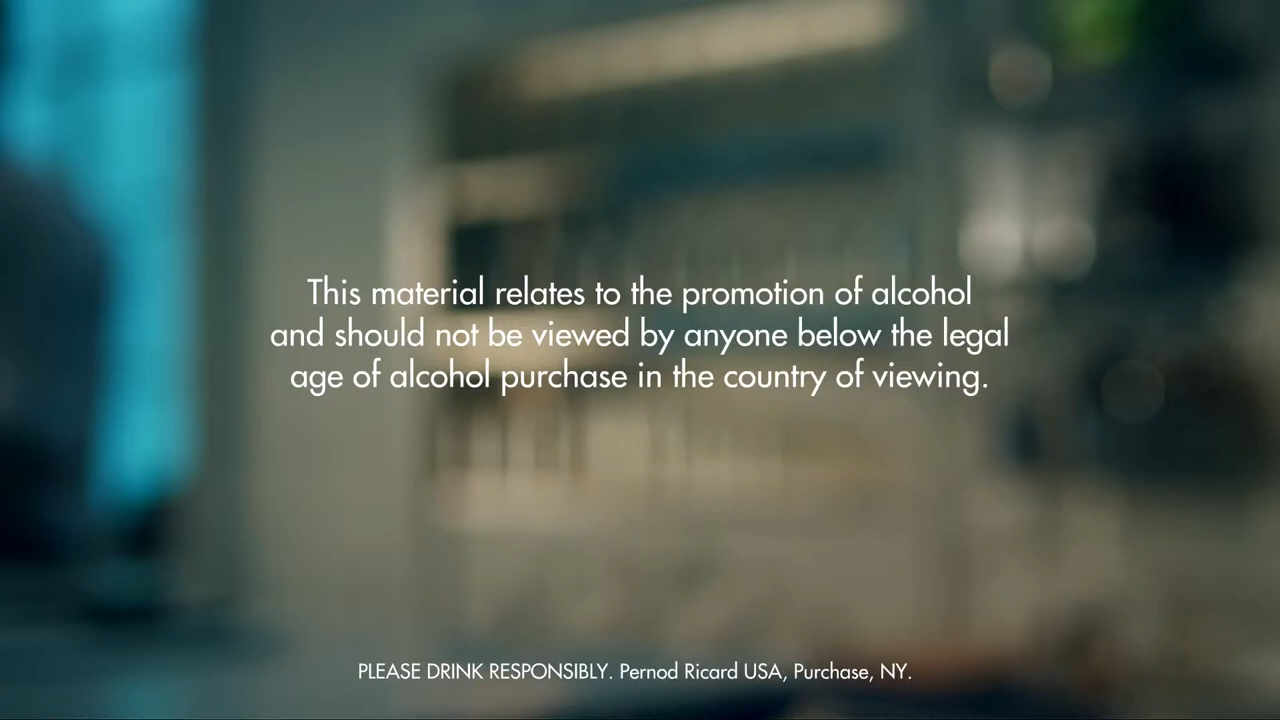 This material relates to the promotion of alcohol
and should not be viewed by anyone below the legal
age of alcohol purchase in the country of viewing.
PLEASE DRINK RESPONSIBLY. Pernod Ricard USA, Purchase, NY.